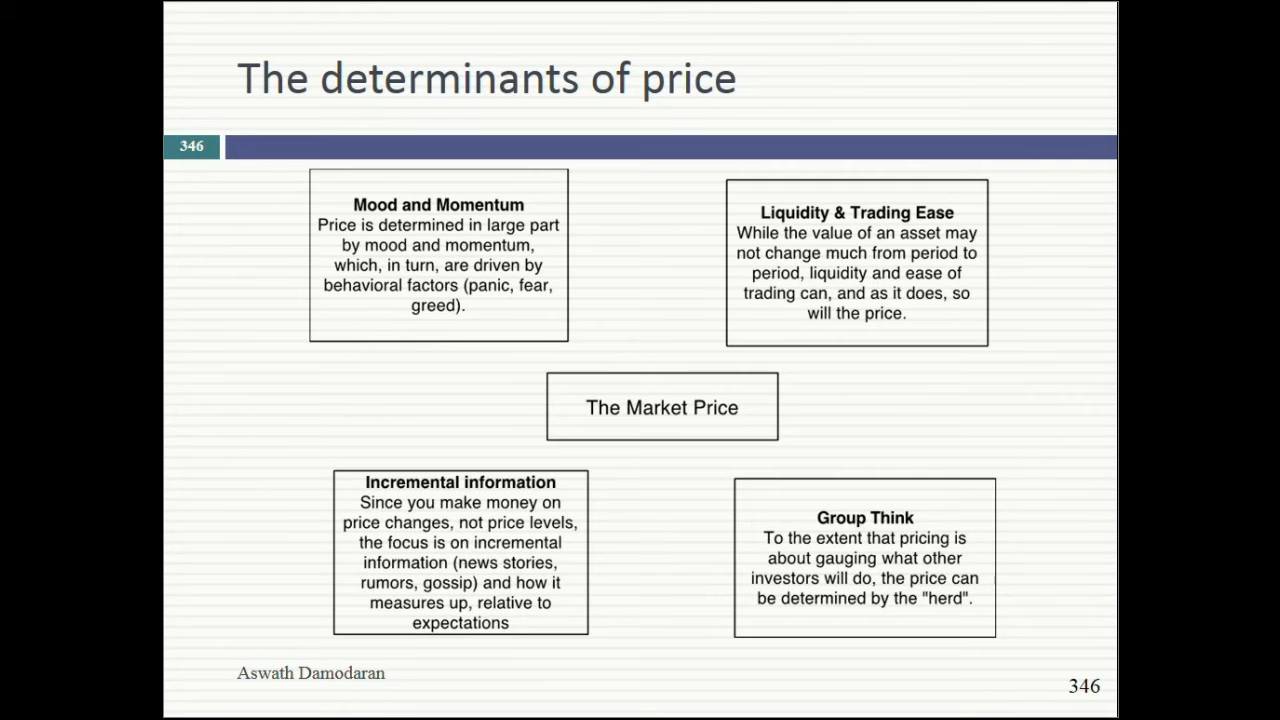 The determinants of price
346
Mood and Momentum
Price is determined in large part
by mood and momentum,
which, in turn, are driven by
behavioral factors (panic, fear,
greed).
Liquidity & Trading Ease
While the value of an asset may
not change much from period to
period, liquidity and ease of
trading can, and as it does, so
will the price.
The Market Price
Incremental information
Since you make money on
price changes, not price levels,
the focus is on incremental
information (news stories,
rumors, gossip) and how it
measures up, relative to
expectations
Group Think
To the extent that pricing is
about gauging what other
investors will do, the price can
be determined by the "herd".
Aswath Damodaran
346